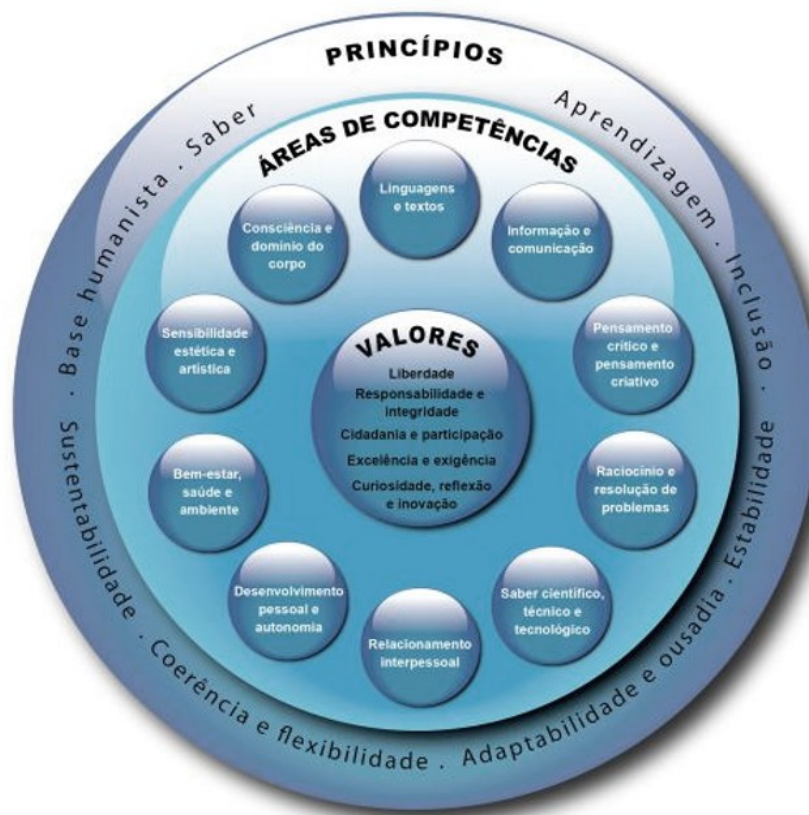 PRINCÍPIOS
Aprendizagem . Inclusão .
Estabilidade
. Adaptabilidade e ousadia .
Coerência e flexibilidade .
Sustentabilidade .
. Base humanista . Saber
ÁREAS DE COMPETÊNCIAS
Linguagens
e textos
Informação e
comunicação
Pensamento
crítico e
pensamento
criativo
Raciocínio e
resolução de
problemas
Saber científico,
técnico e
tecnológico
Relacionamento
interpessoal
Desenvolvimento
pessoal e
autonomia
Bem-estar,
saúde e
ambiente
Sensibilidade
estética e
artística
Consciência e
domínio do
corpo
VALORES
Liberdade
Responsabilidade e
integridade
Cidadania e participação
Excelência e exigência
Curiosidade, reflexão
e inovação